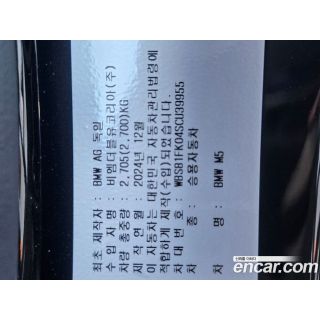 최초 제작자 : BMW AG 독일
수 입 자 명 : 비엠더블유코리아(주)
차량 총중량 : 2,705(2,700)KG
제 작 연 월 : 2024년 12월
이 자동차는 대한민국 자동차관리법령에
적합하게 제작(수입)되었습니다.
차 대 번 호 : WBS81FK04SCU39955
차 종 : 승용자동차
차 명 : BMW M5
encar.com